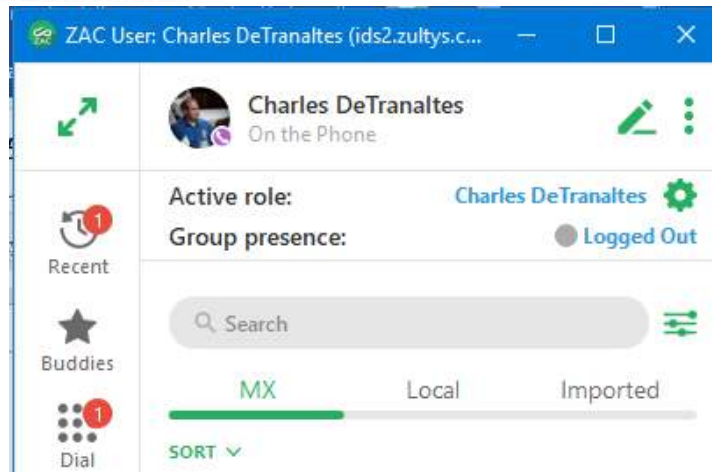 ZAC User: Charles DeTranaltes (ids2.zultys.c...
Charles DeTranaltes
On the Phone
Active role: Charles DeTranaltes
Group presence: Logged Out
1
Recent
Search
Buddies
MX Local Imported
1
Dial
SORT